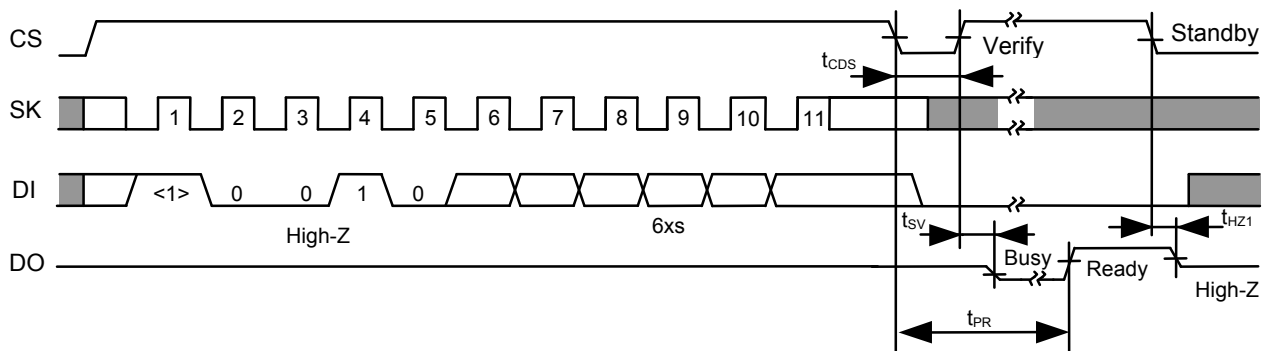 CS Verify Standby
tCDS
SK 1 2 3 4 5 6 7 8 9 10 11
DI <1> 0 0 1 0
6xs tSV tHZ1
High-Z
DO Busy Ready
High-Z
tPR